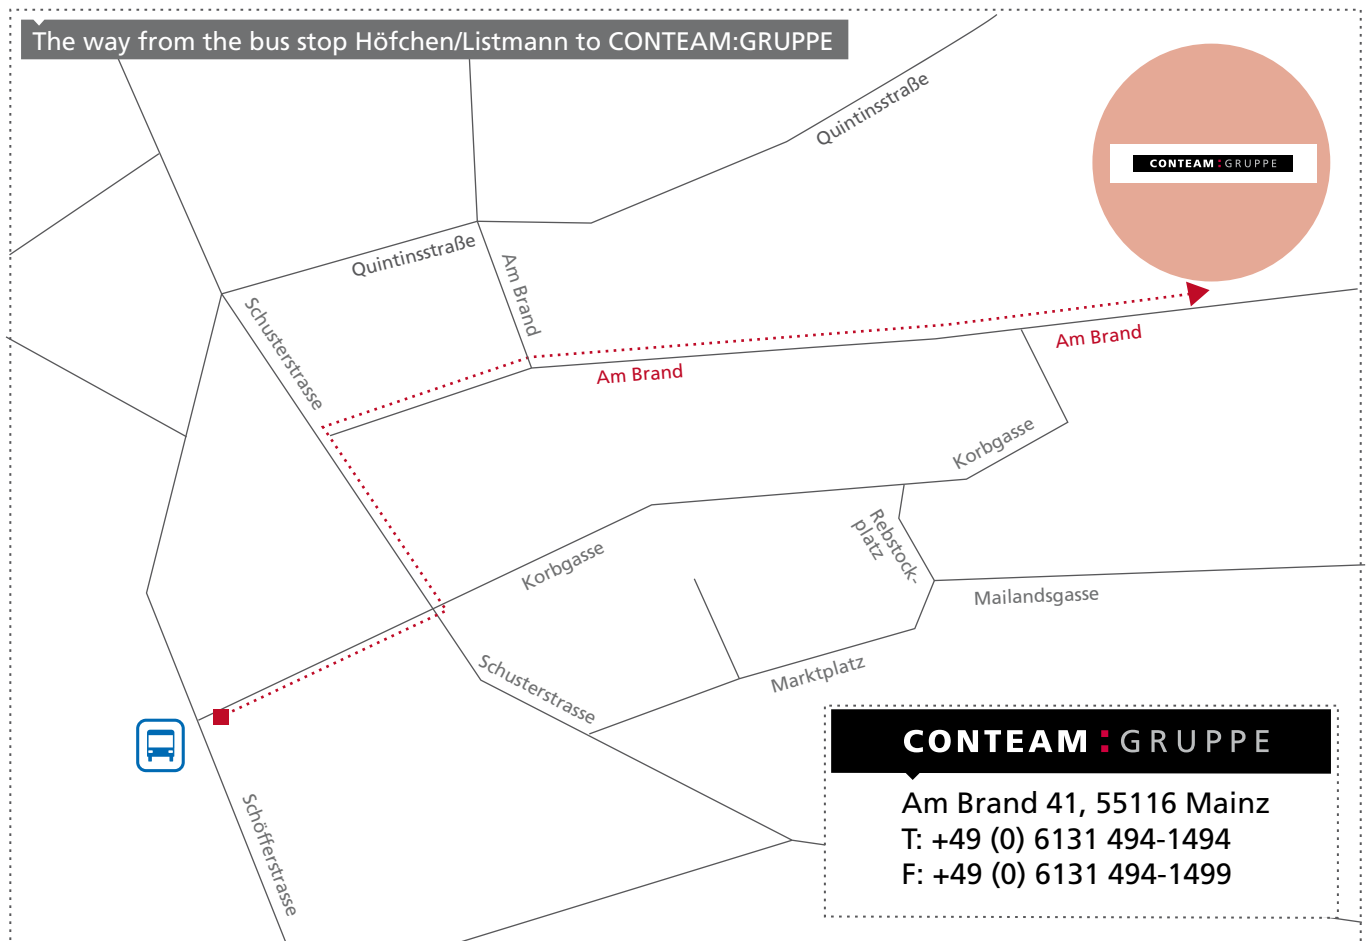 The way from the bus stop Höfchen/Listmann to CONTEAM:GRUPPE
Quintinsstraße
CONTEAM:GRUPPE
Quintinsstraße
Am Brand
Schusterstrasse
Am Brand
Am Brand
Korbgasse
Rebstock-
platz
Korbgasse
Mailandsgasse
Schusterstrasse
Marktplatz
Schöfferstrasse
CONTEAM:GRUPPE
Am Brand 41, 55116 Mainz
T: +49 (0) 6131 494-1494
F: +49 (0) 6131 494-1499